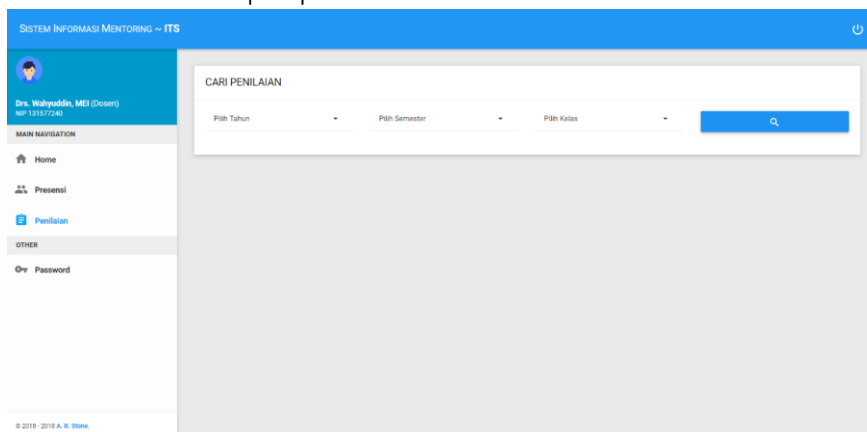 SISTEM INFORMASI MENTORING ~ ITS
Drs. Wahyuddin, MEI (Dosen)
NIP 131577240
MAIN NAVIGATION
Home
Presensi
Penilaian
OTHER
Password
© 2018 - 2018 A. R. Stone.
CARI PENILAIAN
Pilih Tahun
Pilih Semester
Pilih Kelas